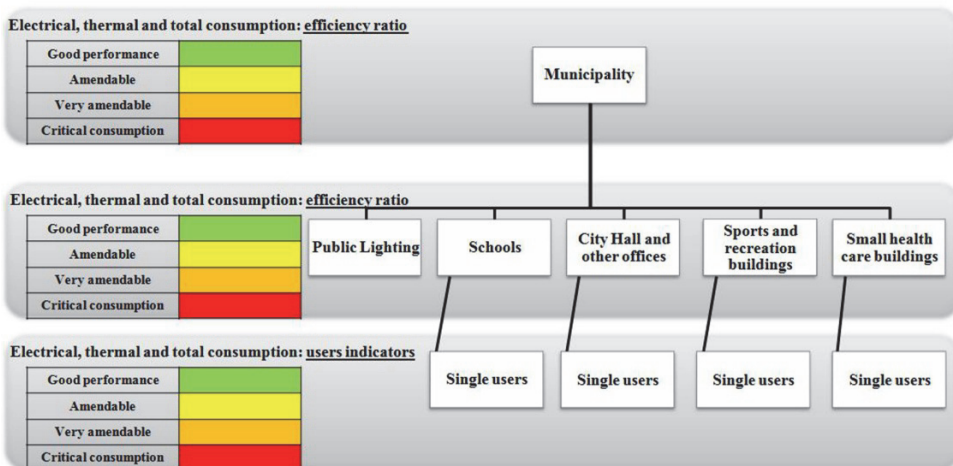 Electrical, thermal and total consumption: efficiency ratio
Good performance
Amendable
Very amendable
Critical consumption
Municipality
Electrical, thermal and total consumption: efficiency ratio
Good performance
Amendable
Very amendable
Critical consumption
Public Lighting
Schools
City Hall and
other offices
Sports and
recreation
buildings
Small health
care buildings
Electrical, thermal and total consumption: users indicators
Good performance
Amendable
Very amendable
Critical consumption
Single users
Single users
Single users
Single users